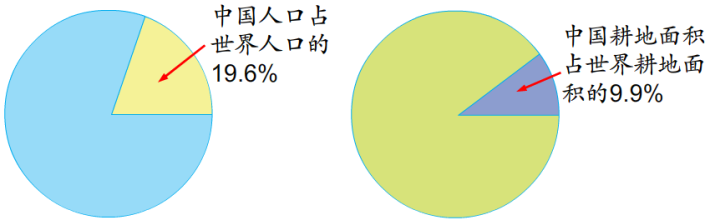 中国人口占
世界人口的
19.6%
中国耕地面积
占世界耕地面
积的9.9%